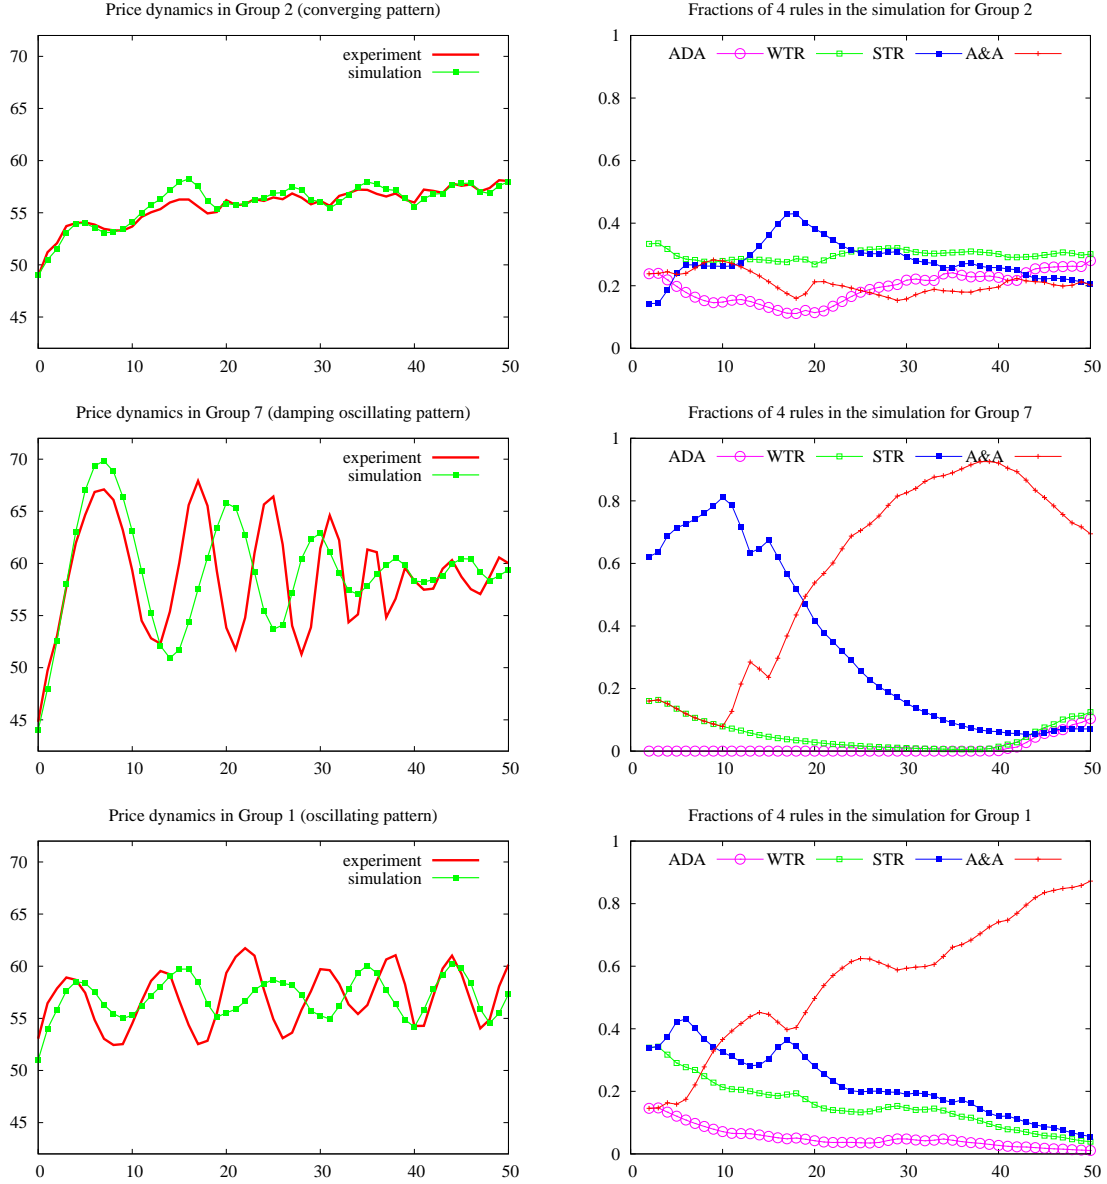 Price dynamics in Group 2 (converging pattern)
70
65
60
55
50
45
0 10 20 30 40 50
experiment
simulation
Fractions of 4 rules in the simulation for Group 2
1
0.8
0.6
0.4
0.2
0
0 10 20 30 40 50
ADA WTR STR A&A
Price dynamics in Group 7 (damping oscillating pattern)
70
65
60
55
50
45
0 10 20 30 40 50
experiment
simulation
Fractions of 4 rules in the simulation for Group 7
1
0.8
0.6
0.4
0.2
0
0 10 20 30 40 50
ADA WTR STR A&A
Price dynamics in Group 1 (oscillating pattern)
70
65
60
55
50
45
0 10 20 30 40 50
experiment
simulation
Fractions of 4 rules in the simulation for Group 1
1
0.8
0.6
0.4
0.2
0
0 10 20 30 40 50
ADA WTR STR A&A